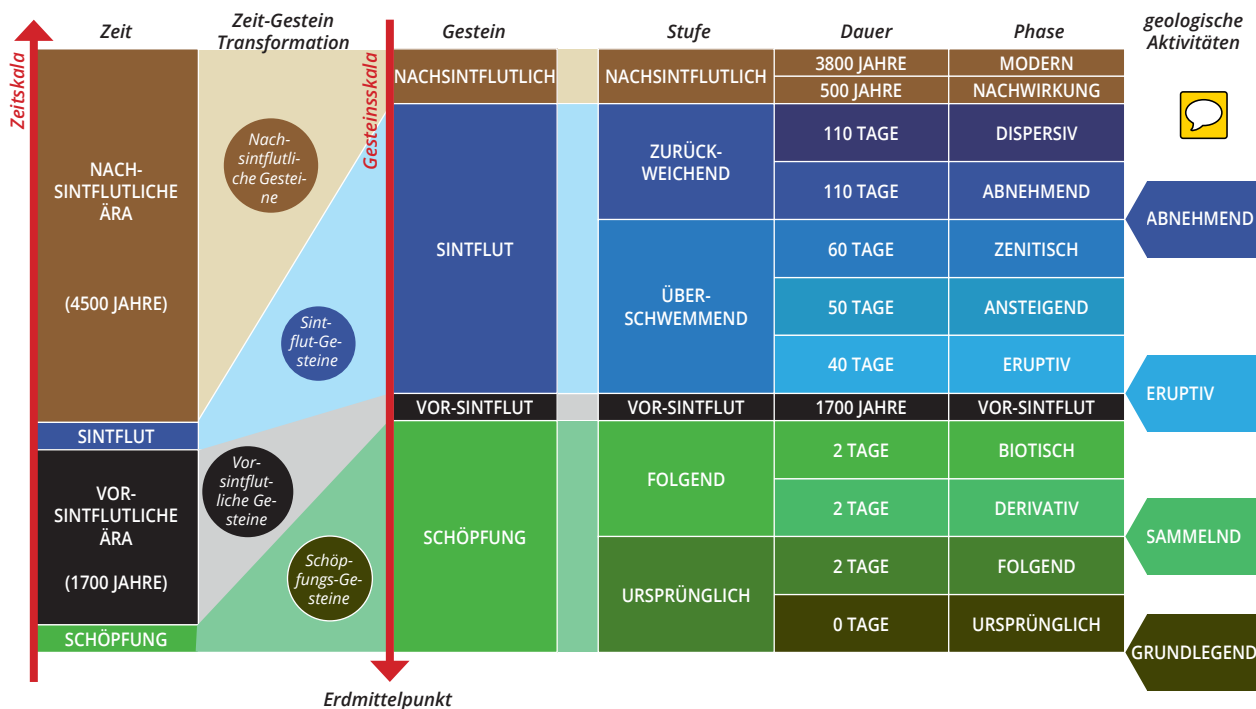 Zeit
Zeit-Gestein
Transformation
Gestein
Stufe
Dauer
Phase
geologische
Aktivitäten
Zeitskala
NACH-
SINTFLUTLICHE
ÄRA
(4500 JAHRE)
SINTFLUT
VOR-
SINTFLUTLICHE
ÄRA
(1700 JAHRE)
SCHÖPFUNG
Nach-
sintflutli-
che Gestei-
ne
Sint-
flut-Ge-
steine
Vor-
sintflut-
liche Ge-
steine
Schöp-
fungs-Ge-
steine
Gesteinsskala
Erdmittelpunkt
NACHSINTFLUTLICH
SINTFLUT
VOR-SINTFLUT
SCHÖPFUNG
NACHSINTFLUTLICH
ZURÜCK-
WEICHEND
ÜBER-
SCHWEMMEND
VOR-SINTFLUT
FOLGEND
URSPRÜNGLICH
3800 JAHRE
500 JAHRE
110 TAGE
110 TAGE
60 TAGE
50 TAGE
40 TAGE
1700 JAHRE
2 TAGE
2 TAGE
2 TAGE
0 TAGE
MODERN
NACHWIRKUNG
DISPERSIV
ABNEHMEND
ZENITISCH
ANSTEIGEND
ERUPTIV
VOR-SINTFLUT
BIOTISCH
DERIVATIV
FOLGEND
URSPRÜNGLICH
ABNEHMEND
ERUPTIV
SAMMELND
GRUNDLEGEND